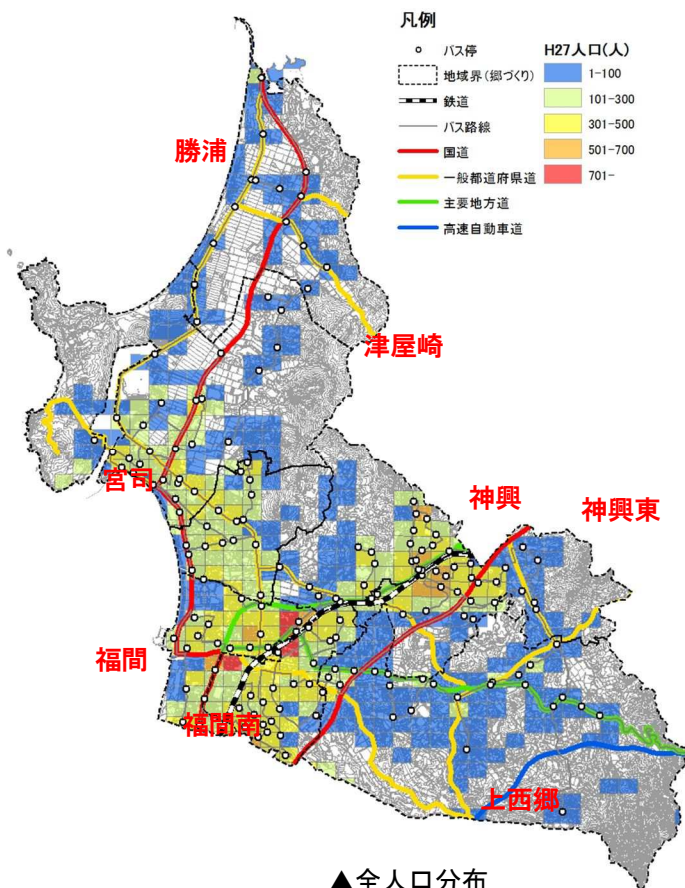 凡例
バス停
地域界(郷づくり)
鉄道
バス路線
国道
一般都道府県道
主要地方道
高速自動車道
H27人口(人)
1-100
101-300
301-500
501-700
701-
勝浦
津屋崎
宮司
神興
神興東
福間
福間南
上西郷
▲全人口分布